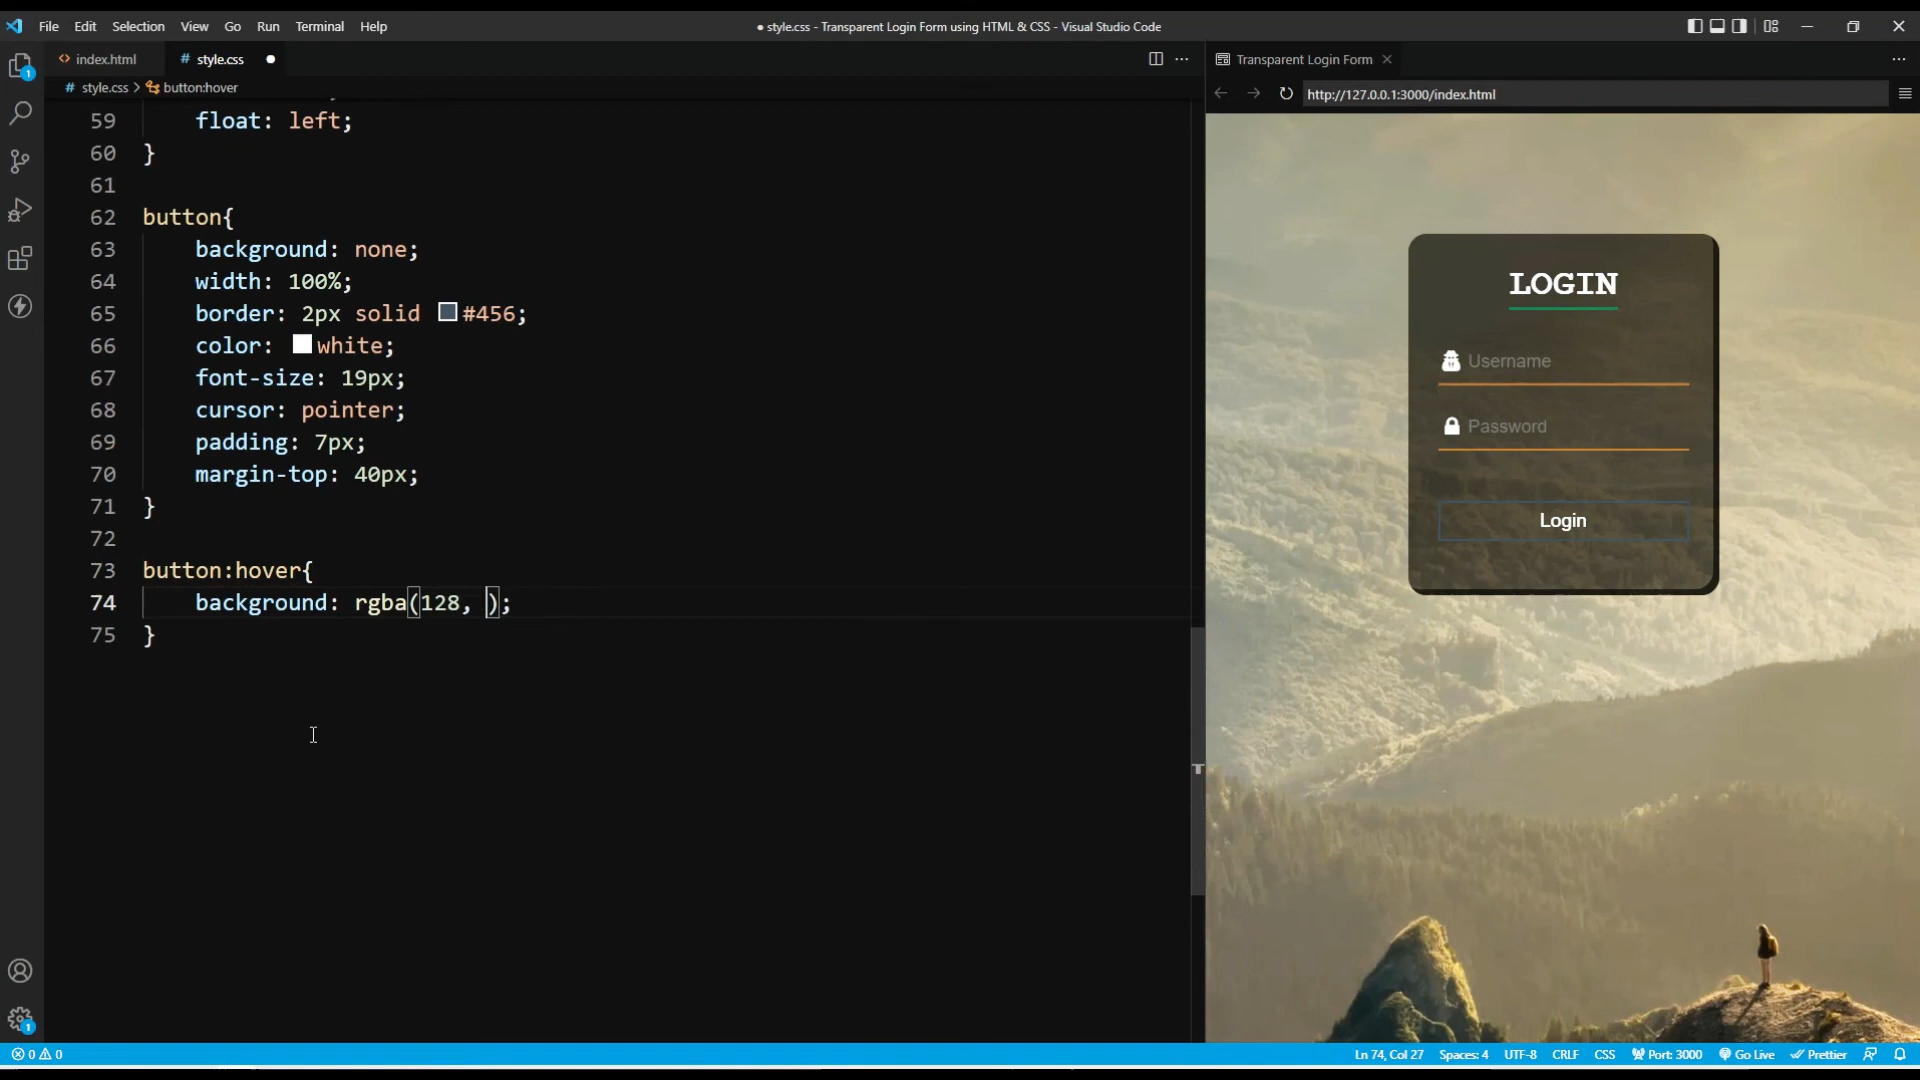 File Edit Selection View Go Run Terminal Help
● style.css - Transparent Login Form using HTML & CSS - Visual Studio Code
<> index.html
# style.css ●
Transparent Login Form
# style.css > button:hover
http://127.0.0.1:3000/index.html
59 float: left;
60 }
61
62 button{
63 background: none;
64 width: 100%;
65 border: 2px solid #456;
66 color: white;
67 font-size: 19px;
68 cursor: pointer;
69 padding: 7px;
70 margin-top: 40px;
71 }
72
73 button:hover{
74 background: rgba(128, );
75 }
LOGIN
Username
Password
Login
1
1
0 0
Ln 74, Col 27 Spaces: 4 UTF-8 CRLF CSS Port: 3000 Go Live Prettier